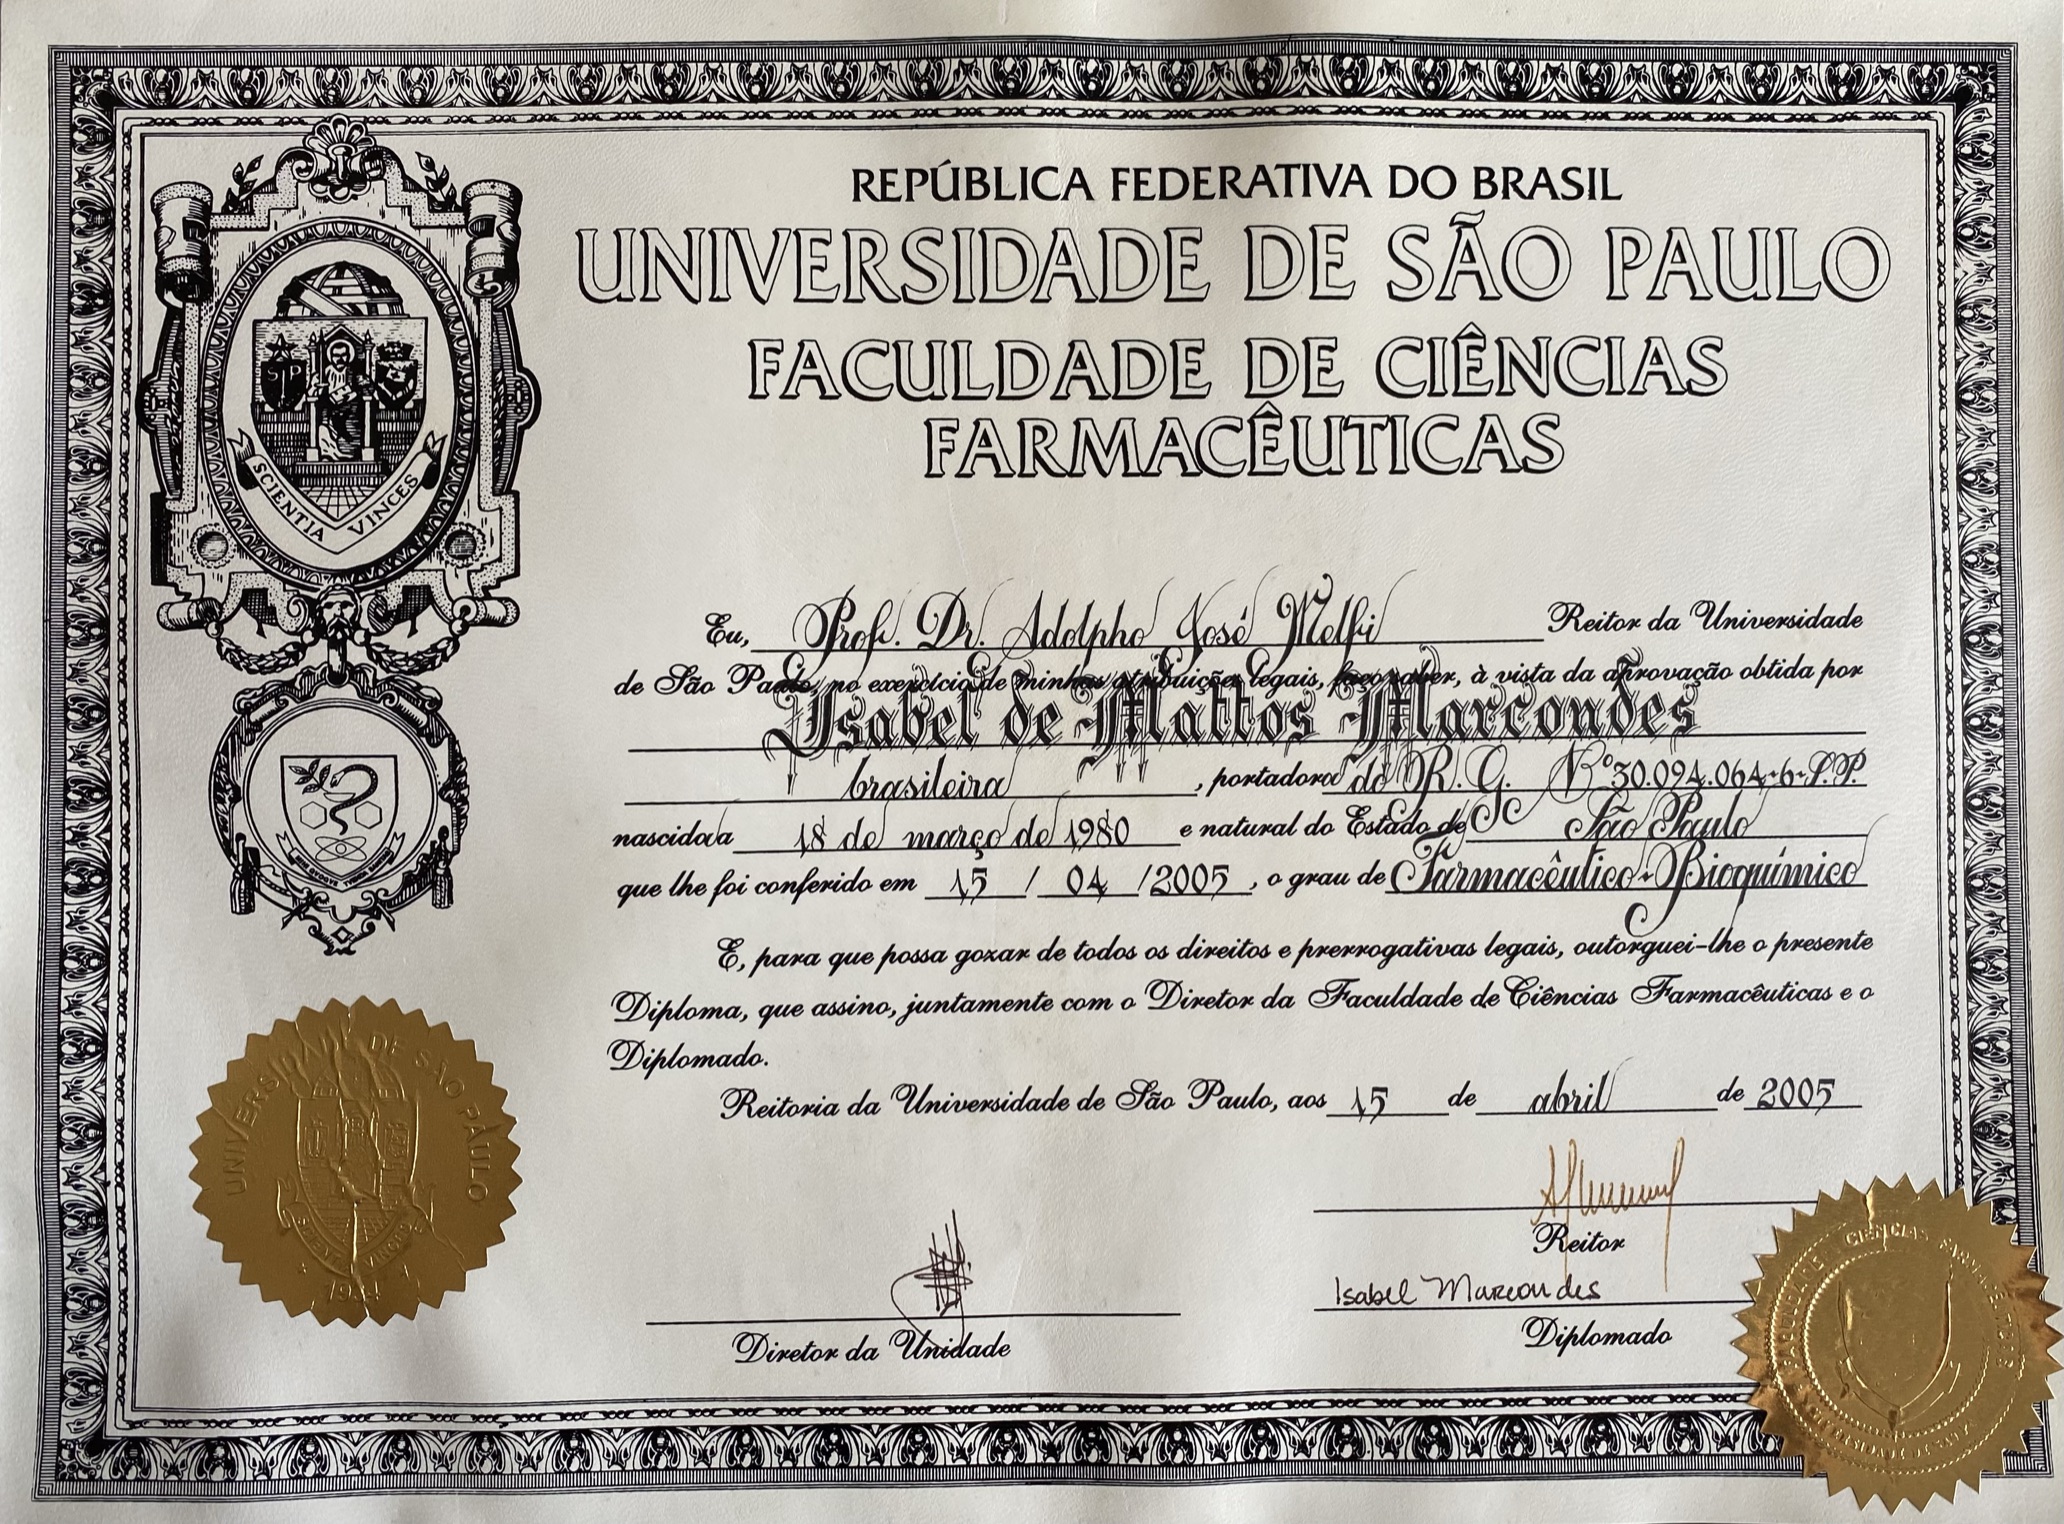 REPÚBLICA FEDERATIVA DO BRASIL
UNIVERSIDADE DE SÃO PAULO
FACULDADE DE CIÊNCIAS
FARMACÊUTICAS
SP
SCIENTIA VINCES
Eu, Prof. Dr. Adolpho José Melfi Reitor da Universidade
de São Paulo, no exercício de minhas atribuições legais, faço saber, à vista da aprovação obtida por
Isabel de Mattos Marcondes
brasileira, portadora do R.G. Nº 30.094.064-6-S.P.
nascido/a 18 de março de 1980 e natural do Estado de São Paulo
que lhe foi conferido em 15 / 04 / 2005, o grau de Farmacêutico-Bioquímico
E, para que possa gozar de todos os direitos e prerrogativas legais, outorguei-lhe o presente
Diploma, que assino, juntamente com o Diretor da Faculdade de Ciências Farmacêuticas e o
Diplomado.
Reitoria da Universidade de São Paulo, aos 15 de abril de 2005
UNIVERSIDADE DE SÃO PAULO
Reitor
Isabel Marcondes
Diplomado
Diretor da Unidade
CIÊNCIAS FARMACÊUTICAS